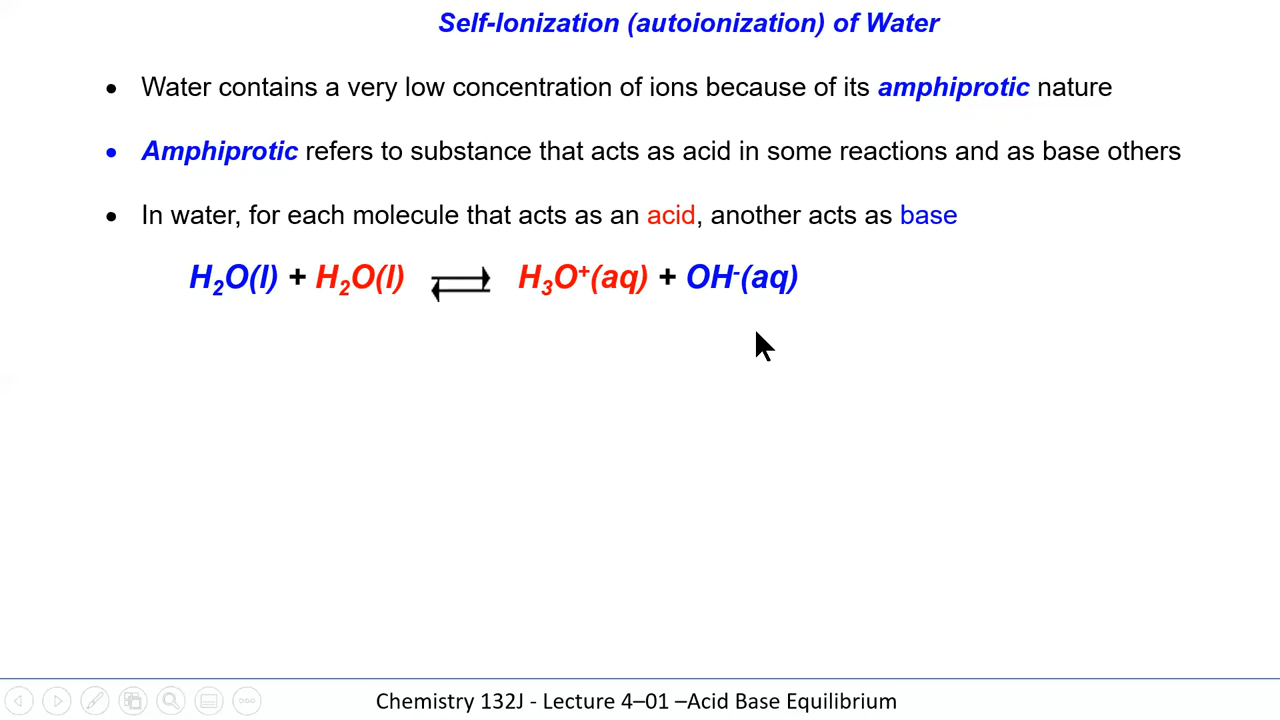 Self-Ionization (autoionization) of Water
• Water contains a very low concentration of ions because of its amphiprotic nature
• Amphiprotic refers to substance that acts as acid in some reactions and as base others
• In water, for each molecule that acts as an acid, another acts as base
H₂O(l) + H₂O(l) ⇌ H₃O⁺(aq) + OH⁻(aq)
Chemistry 132J - Lecture 4–01 –Acid Base Equilibrium